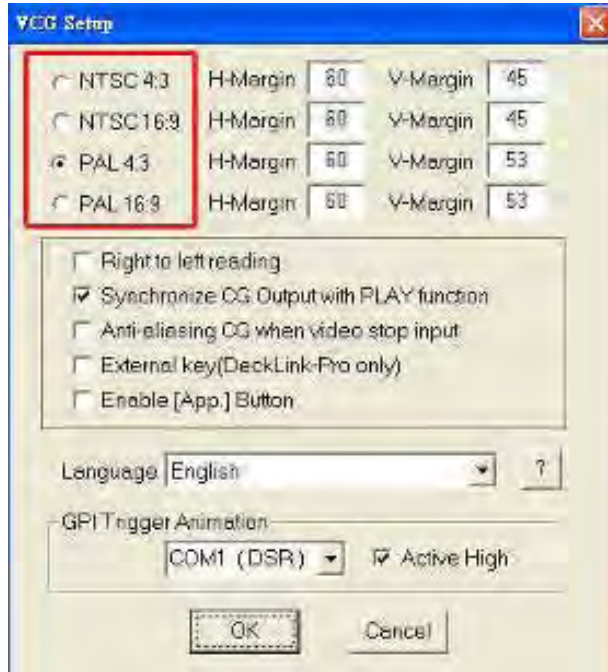 VCG Setup
NTSC 4:3 H-Margin 60 V-Margin 45
NTSC 16:9 H-Margin 60 V-Margin 45
PAL 4:3 H-Margin 60 V-Margin 53
PAL 16:9 H-Margin 60 V-Margin 53
Right to left reading
Synchronize CG Output with PLAY function
Anti-aliasing CG when video stop input
External key(DeckLink-Pro only)
Enable [App.] Button
Language English ?
GPI Trigger Animation
COM1 (DSR) Active High
OK Cancel